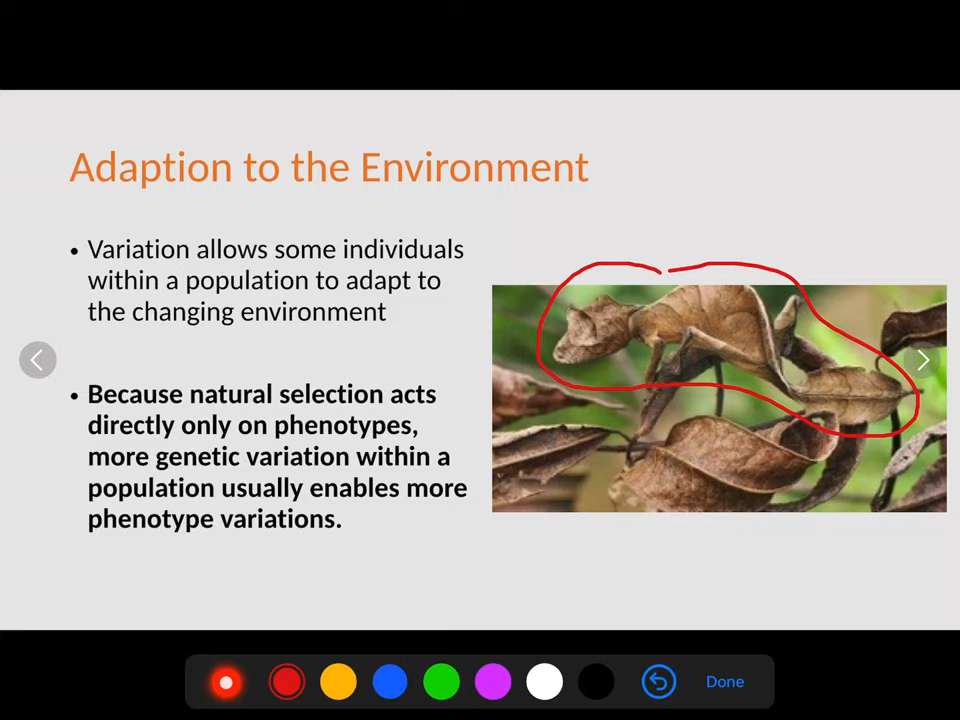 Adaption to the Environment
• Variation allows some individuals
within a population to adapt to
the changing environment
• Because natural selection acts
directly only on phenotypes,
more genetic variation within a
population usually enables more
phenotype variations.
Done